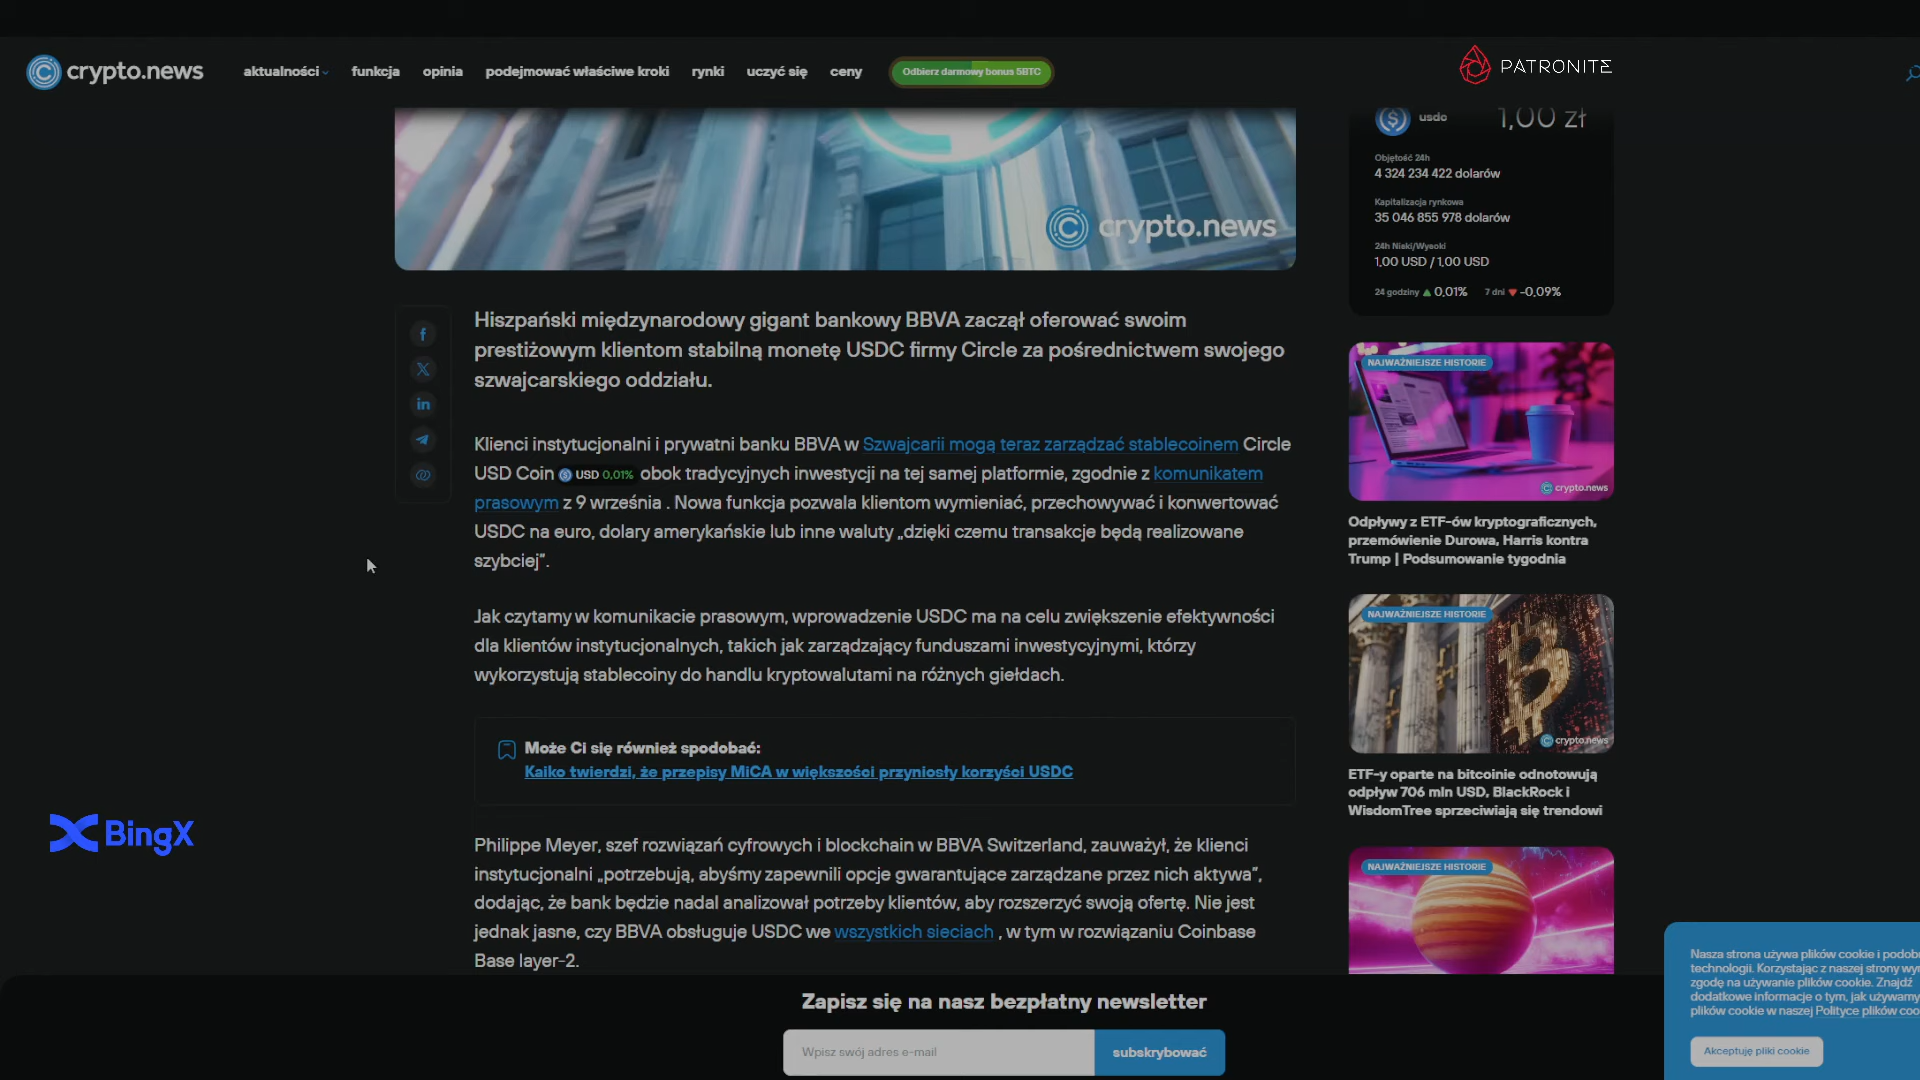 crypto.news
aktualności
funkcja
opinia
podejmować właściwe kroki
rynki
uczyć się
ceny
Odbierz darmowy bonus 5BTC
PATRONITE
crypto.news
usdc
1,00 zł
Objętość 24h
4 324 234 422 dolarów
Kapitalizacja rynkowa
35 046 855 978 dolarów
24h Niski/Wysoki
1,00 USD / 1,00 USD
24 godziny 0,01% 7 dni -0,09%
Hiszpański międzynarodowy gigant bankowy BBVA zaczął oferować swoim
prestiżowym klientom stabilną monetę USDC firmy Circle za pośrednictwem swojego
szwajcarskiego oddziału.
Klienci instytucjonalni i prywatni banku BBVA w Szwajcarii mogą teraz zarządzać stablecoinem Circle
USD Coin USD 0,01% obok tradycyjnych inwestycji na tej samej platformie, zgodnie z komunikatem
prasowym z 9 września . Nowa funkcja pozwala klientom wymieniać, przechowywać i konwertować
USDC na euro, dolary amerykańskie lub inne waluty „dzięki czemu transakcje będą realizowane
szybciej”.
Jak czytamy w komunikacie prasowym, wprowadzenie USDC ma na celu zwiększenie efektywności
dla klientów instytucjonalnych, takich jak zarządzający funduszami inwestycyjnymi, którzy
wykorzystują stablecoiny do handlu kryptowalutami na różnych giełdach.
Może Ci się również spodobać:
Kaiko twierdzi, że przepisy MiCA w większości przyniosły korzyści USDC
Philippe Meyer, szef rozwiązań cyfrowych i blockchain w BBVA Switzerland, zauważył, że klienci
instytucjonalni „potrzebują, abyśmy zapewnili opcje gwarantujące zarządzane przez nich aktywa”,
dodając, że bank będzie nadal analizował potrzeby klientów, aby rozszerzyć swoją ofertę. Nie jest
jednak jasne, czy BBVA obsługuje USDC we wszystkich sieciach , w tym w rozwiązaniu Coinbase
Base layer-2.
NAJWAŻNIEJSZE HISTORIE
crypto.news
Odpływy z ETF-ów kryptograficznych,
przemówienie Durowa, Harris kontra
Trump | Podsumowanie tygodnia
NAJWAŻNIEJSZE HISTORIE
crypto.news
ETF-y oparte na bitcoinie odnotowują
odpływ 706 mln USD, BlackRock i
WisdomTree sprzeciwiają się trendowi
NAJWAŻNIEJSZE HISTORIE
BingX
Zapisz się na nasz bezpłatny newsletter
Wpisz swój adres e-mail
subskrybować
Nasza strona używa plików cookie i podob
technologii. Korzystając z naszej strony wyr
zgodę na używanie plików cookie. Znajdź
dodatkowe informacje o tym, jak używamy
plików cookie w naszej Polityce plików coo
Akceptuję pliki cookie